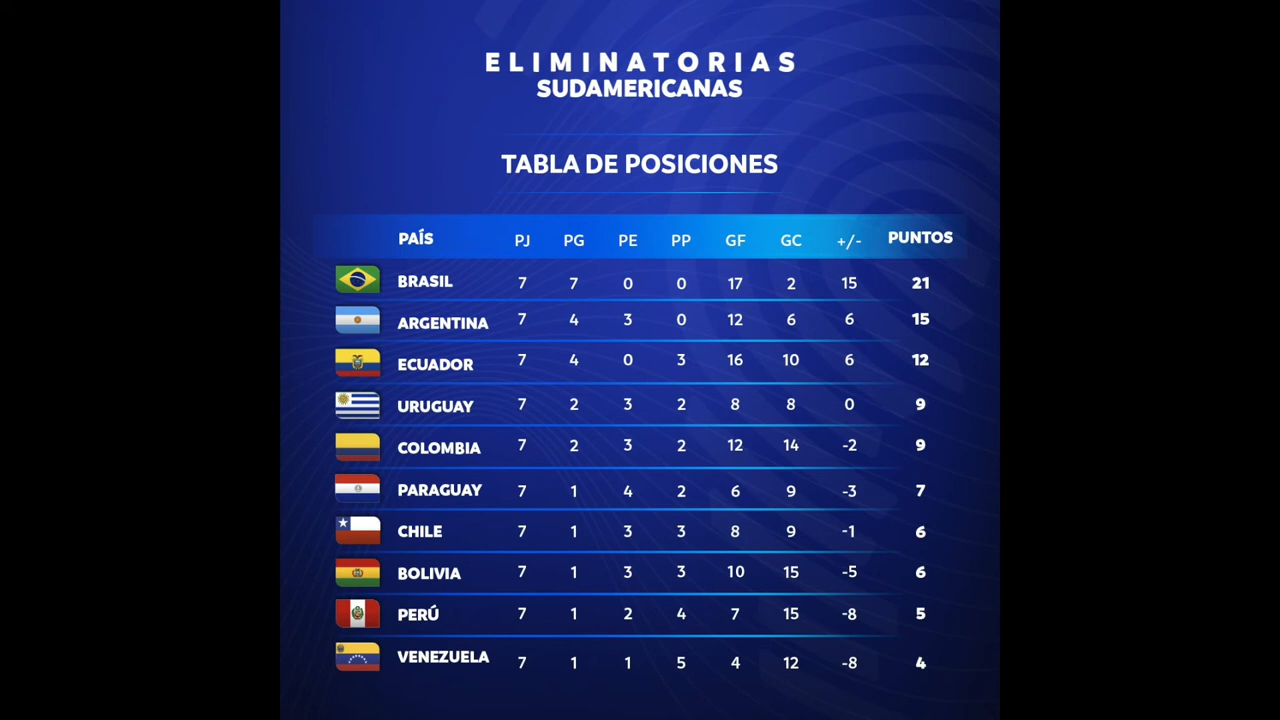 ELIMINATORIAS
SUDAMERICANAS
TABLA DE POSICIONES
PAÍS PJ PG PE PP GF GC +/- PUNTOS
BRASIL 7 7 0 0 17 2 15 21
ARGENTINA 7 4 3 0 12 6 6 15
ECUADOR 7 4 0 3 16 10 6 12
URUGUAY 7 2 3 2 8 8 0 9
COLOMBIA 7 2 3 2 12 14 -2 9
PARAGUAY 7 1 4 2 6 9 -3 7
CHILE 7 1 3 3 8 9 -1 6
BOLIVIA 7 1 3 3 10 15 -5 6
PERÚ 7 1 2 4 7 15 -8 5
VENEZUELA 7 1 1 5 4 12 -8 4